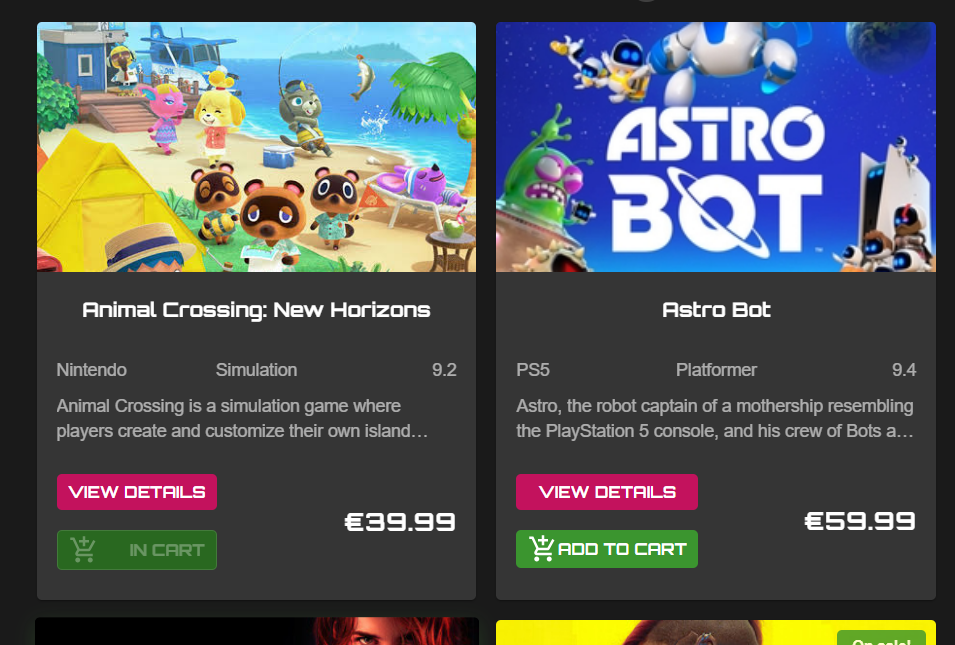 ASTRO
BOT
Animal Crossing: New Horizons
Nintendo Simulation 9.2
Animal Crossing is a simulation game where
players create and customize their own island…
VIEW DETAILS
€39.99
IN CART
Astro Bot
PS5 Platformer 9.4
Astro, the robot captain of a mothership resembling
the PlayStation 5 console, and his crew of Bots a…
VIEW DETAILS
€59.99
ADD TO CART
On sale!